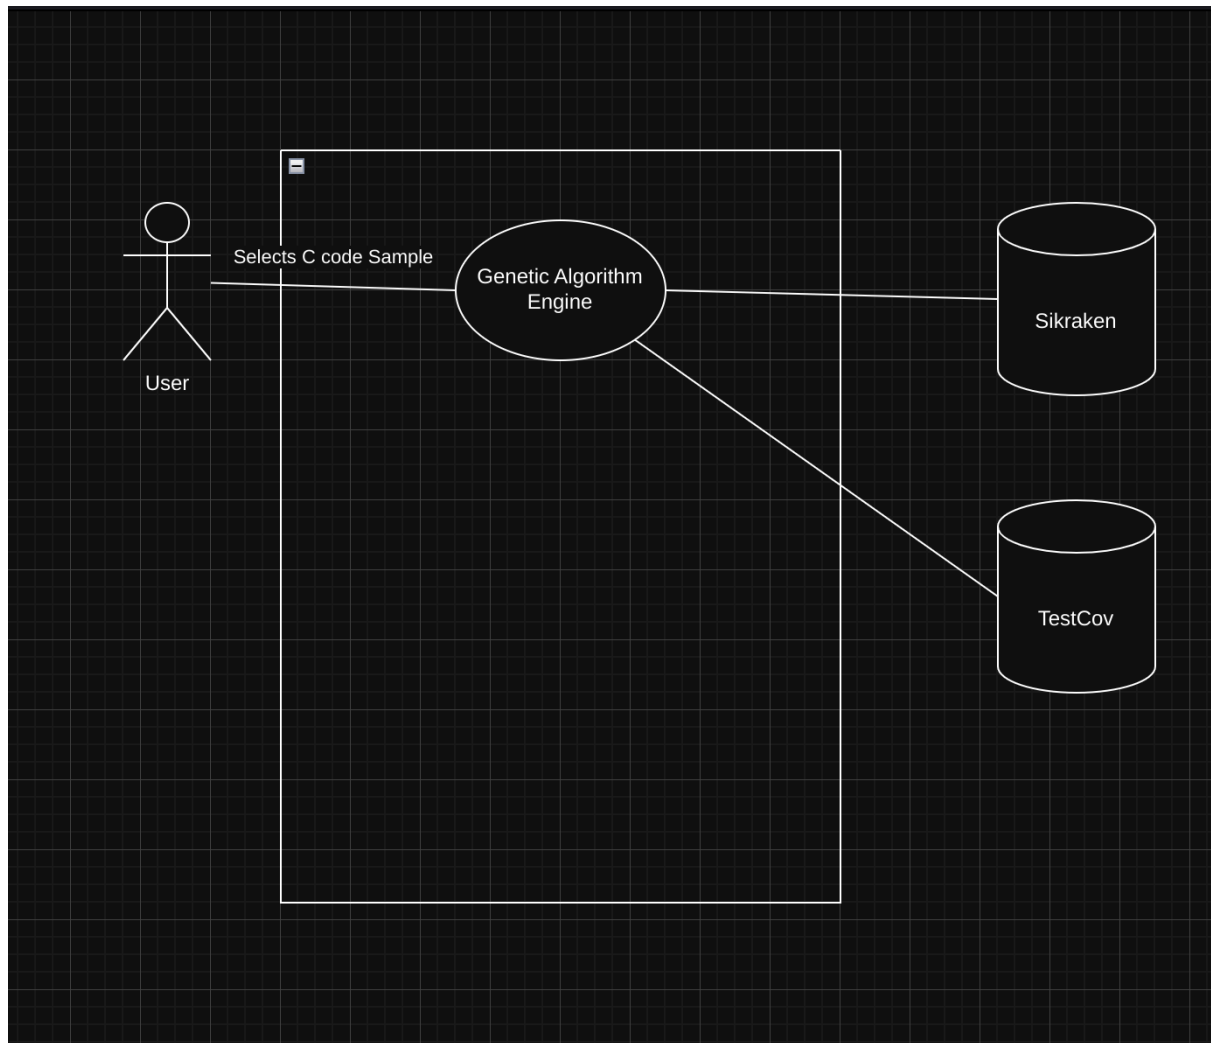 Selects C code Sample
Genetic Algorithm
Engine
User
Sikraken
TestCov